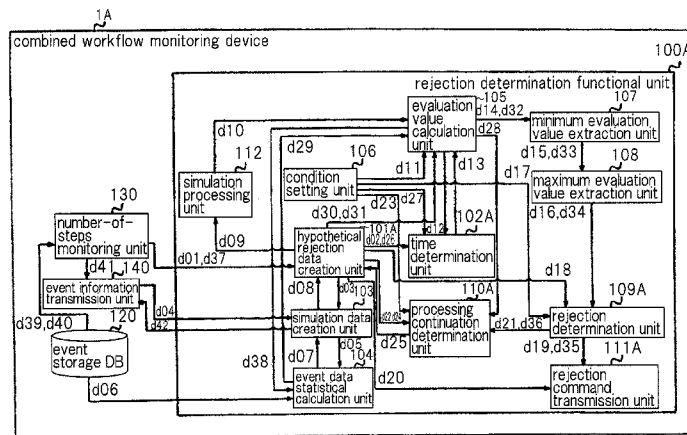 1A
combined workflow monitoring device
100A
rejection determination functional unit
105
evaluation value calculation unit
d14,d32
107
minimum evaluation value extraction unit
d28
d10
d29
d15,d33
108
112
106
d11
d13
d17
maximum evaluation value extraction unit
simulation processing unit
condition setting unit
d23
d27
d16,d34
130
d30,d31
102A
number-of-steps monitoring unit
d09
101A
d02,d26
d12
hypothetical rejection data creation unit
time determination unit
d41
140
d01,d37
d18
event information transmission unit
d08
d03
103
110A
109A
d04
simulation data creation unit
processing continuation determination unit
rejection determination unit
d39,d40
120
d42
d25
d21,d36
d05
d07
104
d19,d35
111A
event storage DB
d38
event data statistical calculation unit
d20
rejection command transmission unit
d06